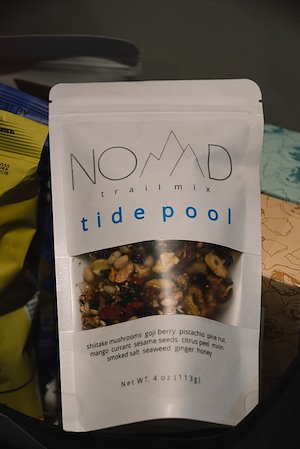 NOMAD
trail mix
tide pool
shiitake mushrooms goji berry pistachio pine nut
mango currant sesame seeds citrus peel mirin
smoked salt seaweed ginger honey
Net WT. 4 oz (113g)